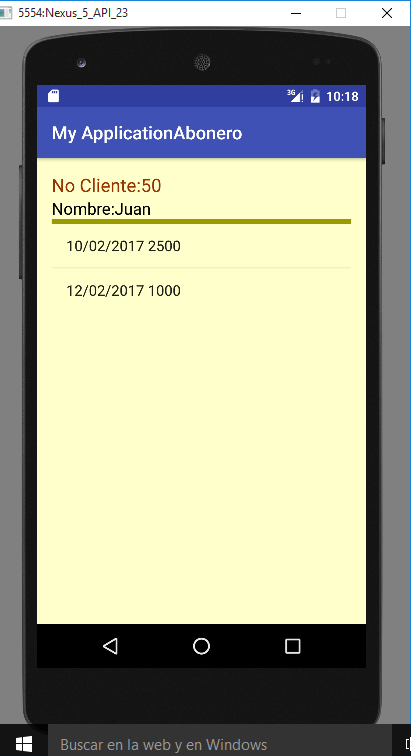 5554:Nexus_5_API_23
3G 10:18
My ApplicationAbonero
No Cliente:50
Nombre:Juan
10/02/2017 2500
12/02/2017 1000
Buscar en la web y en Windows